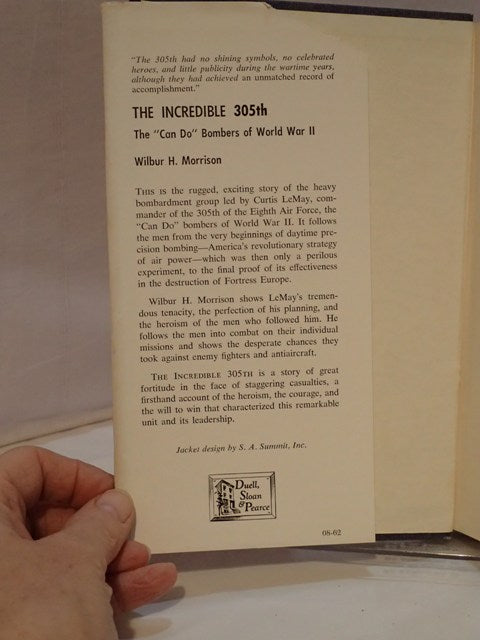 "The 305th had no shining symbols, no celebrated
heroes, and little publicity during the wartime years,
although they had achieved an unmatched record of
accomplishment."
THE INCREDIBLE 305th
The "Can Do" Bombers of World War II
Wilbur H. Morrison
THIS is the rugged, exciting story of the heavy
bombardment group led by Curtis LeMay, com-
mander of the 305th of the Eighth Air Force, the
"Can Do" bombers of World War II. It follows
the men from the very beginnings of daytime pre-
cision bombing—America's revolutionary strategy
of air power—which was then only a perilous
experiment, to the final proof of its effectiveness
in the destruction of Fortress Europe.
Wilbur H. Morrison shows LeMay's tremen-
dous tenacity, the perfection of his planning, and
the heroism of the men who followed him. He
follows the men into combat on their individual
missions and shows the desperate chances they
took against enemy fighters and antiaircraft.
THE INCREDIBLE 305TH is a story of great
fortitude in the face of staggering casualties, a
firsthand account of the heroism, the courage, and
the will to win that characterized this remarkable
unit and its leadership.
Jacket design by S. A. Summit, Inc.
Duell,
Sloan
& Pearce
08-62